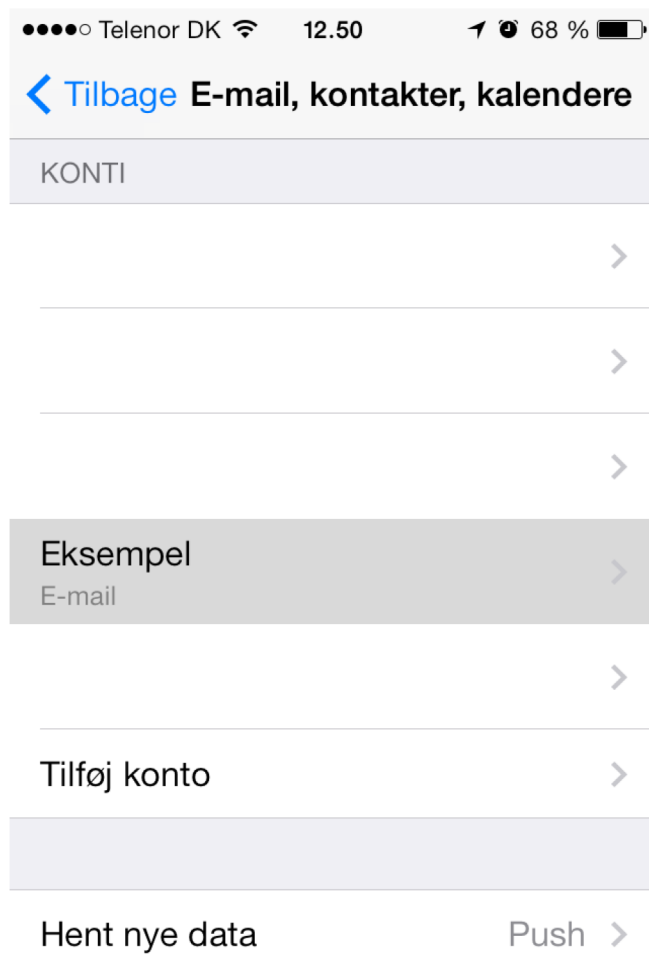 Telenor DK 12.50 68 %
Tilbage E-mail, kontakter, kalendere
KONTI
Eksempel
E-mail
Tilføj konto
Hent nye data Push